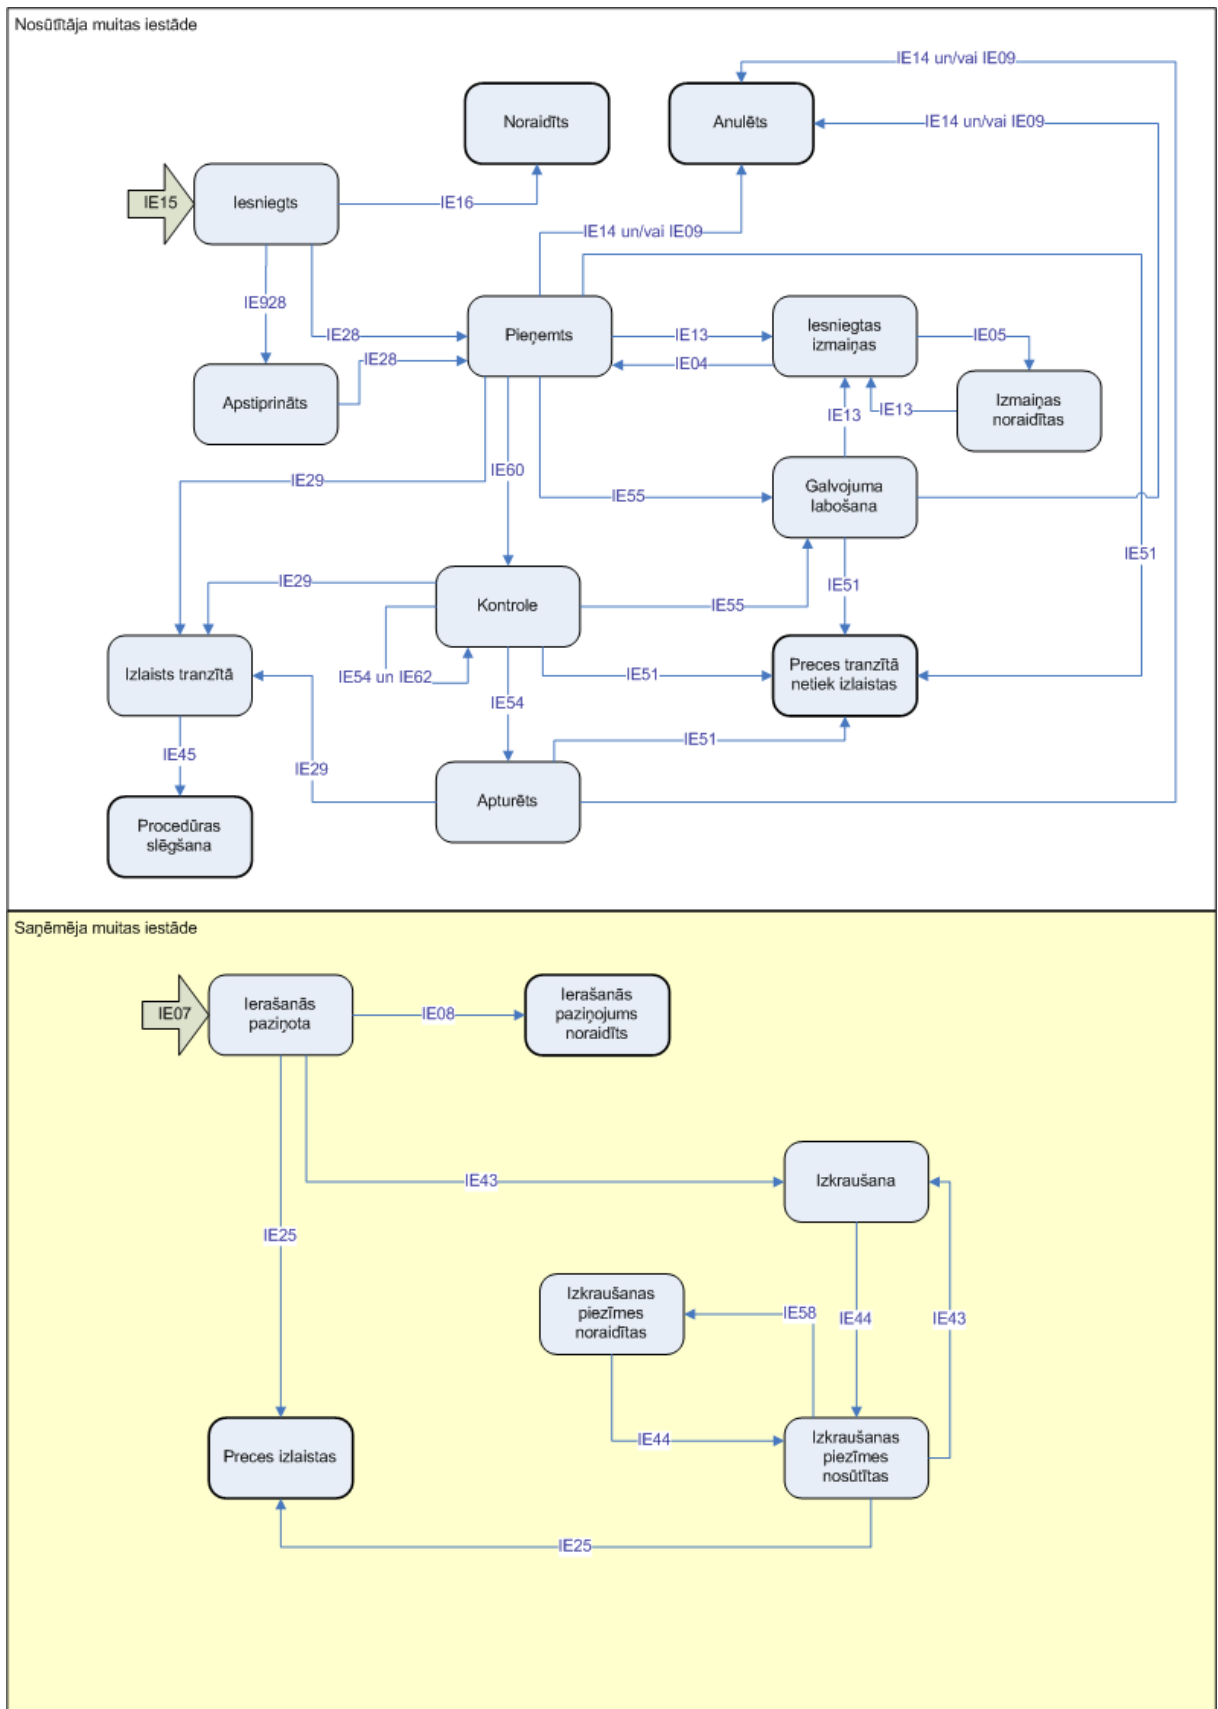 Nosūtītāja muitas iestāde
IE14 un/vai IE09
Noraidīts
Anulēts
IE14 un/vai IE09
IE15
Iesniegts
IE16
IE14 un/vai IE09
IE928
IE28
Pieņemts
IE13
Iesniegtas
izmaiņas
IE05
IE28
IE04
Apstiprināts
IE13
IE13
Izmaiņas
noraidītas
IE29
IE60
IE55
Galvojuma
labošana
IE51
IE29
Kontrole
IE55
IE51
Izlaists tranzītā
IE54 un IE62
IE51
Preces tranzītā
netiek izlaistas
IE54
IE45
IE29
IE51
Apturēts
Procedūras
slēgšana
Saņēmēja muitas iestāde
IE07
Ierašanās
paziņota
IE08
Ierašanās
paziņojums
noraidīts
IE43
Izkraušana
IE25
Izkraušanas
piezīmes
noraidītas
IE58
IE44
IE43
IE44
Preces izlaistas
Izkraušanas
piezīmes
nosūtītas
IE25